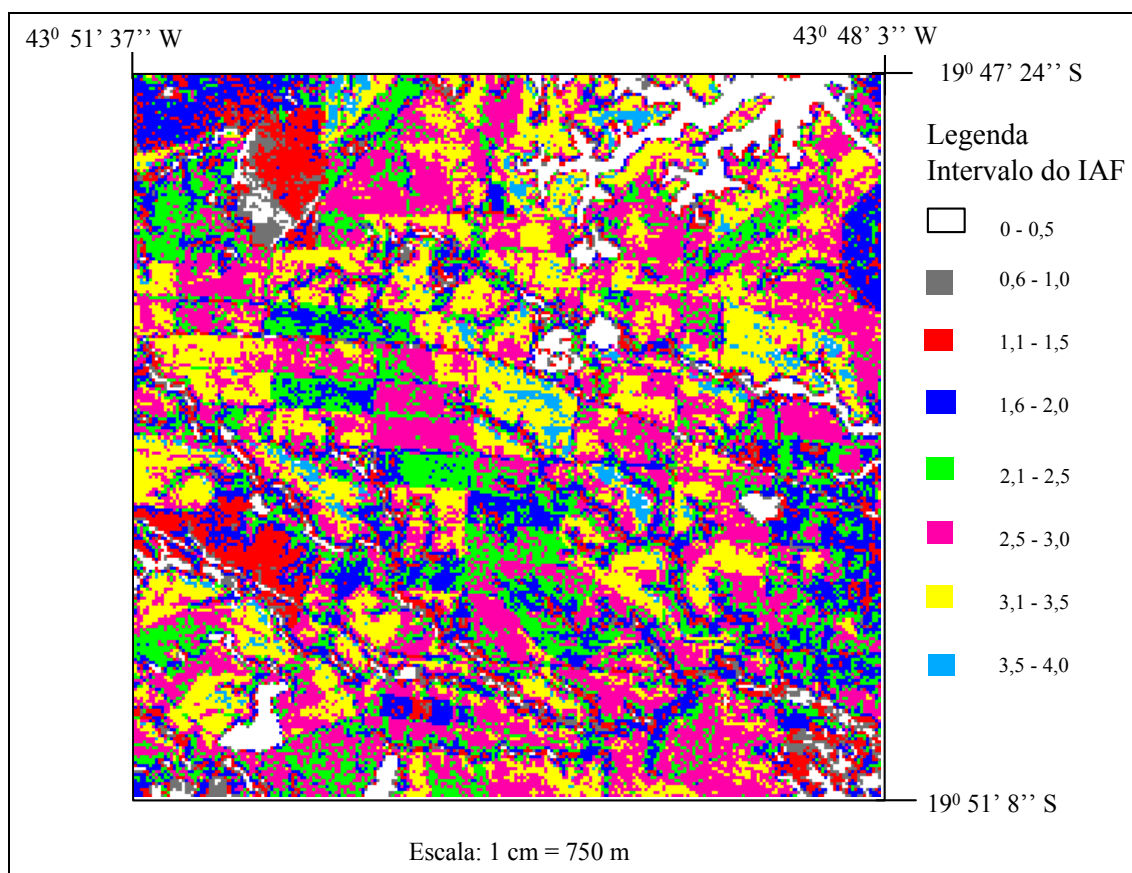 43⁰ 51’ 37’’ W
43⁰ 48’ 3’’ W
19⁰ 47’ 24’’ S
Legenda
Intervalo do IAF
0 - 0,5
0.6 - 1,0
1,1 - 1,5
1,6 - 2,0
2,1 - 2,5
2,5 - 3,0
3,1 - 3,5
3,5 - 4,0
19⁰ 51’ 8’’ S
Escala: 1 cm = 750 m